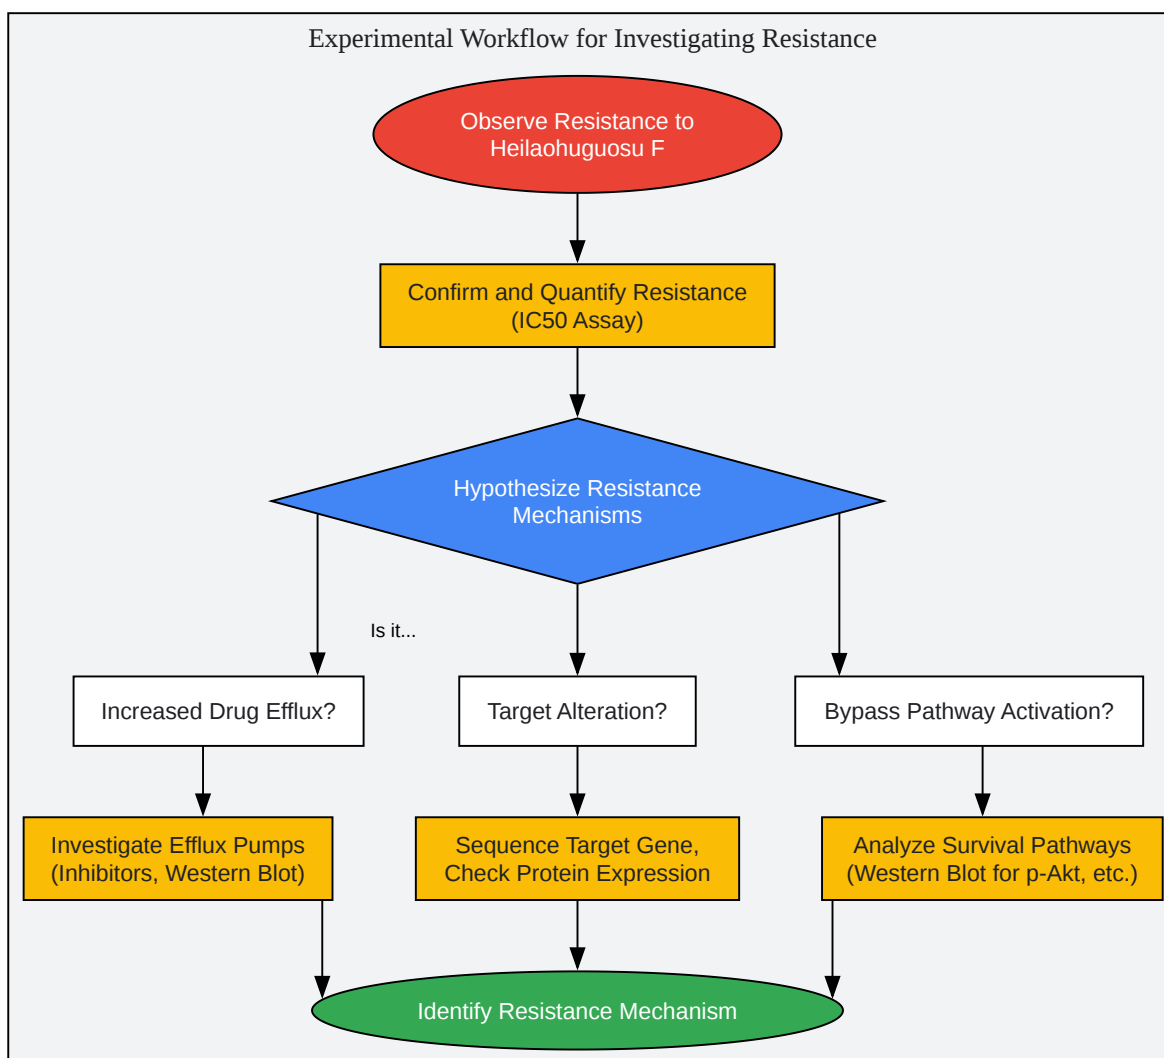 Experimental Workflow for Investigating Resistance
Observe Resistance to
Heilaohuguosu F
Confirm and Quantify Resistance
(IC50 Assay)
Hypothesize Resistance
Mechanisms
Is it...
Increased Drug Efflux?
Target Alteration?
Bypass Pathway Activation?
Investigate Efflux Pumps
(Inhibitors, Western Blot)
Sequence Target Gene,
Check Protein Expression
Analyze Survival Pathways
(Western Blot for p-Akt, etc.)
Identify Resistance Mechanism